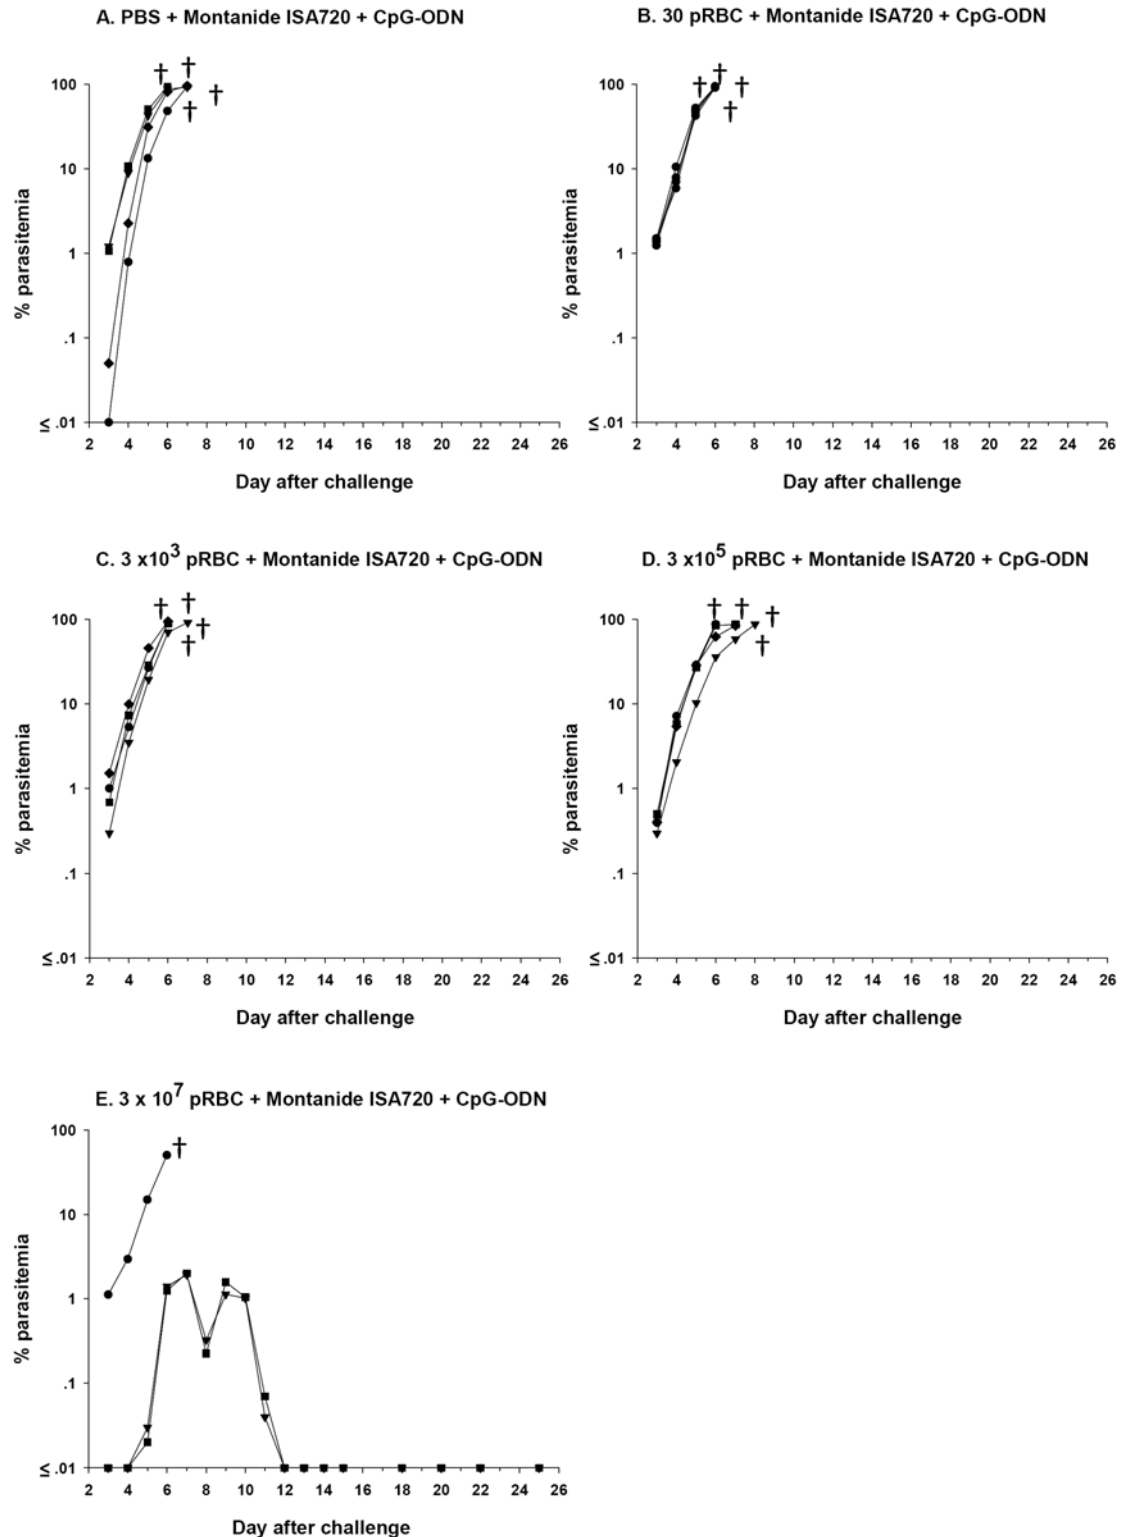 A. PBS + Montanide ISA720 + CpG-ODN
100
10
1
.1
≤ .01
% parasitemia
† † † †
2 4 6 8 10 12 14 16 18 20 22 24 26
Day after challenge
B. 30 pRBC + Montanide ISA720 + CpG-ODN
100
10
1
.1
≤ .01
% parasitemia
† † † †
2 4 6 8 10 12 14 16 18 20 22 24 26
Day after challenge
C. 3 x10³ pRBC + Montanide ISA720 + CpG-ODN
100
10
1
.1
≤ .01
% parasitemia
† † † †
2 4 6 8 10 12 14 16 18 20 22 24 26
Day after challenge
D. 3 x10⁵ pRBC + Montanide ISA720 + CpG-ODN
100
10
1
.1
≤ .01
% parasitemia
† † † †
2 4 6 8 10 12 14 16 18 20 22 24 26
Day after challenge
E. 3 x 10⁷ pRBC + Montanide ISA720 + CpG-ODN
100
10
1
.1
≤ .01
% parasitemia
†
2 4 6 8 10 12 14 16 18 20 22 24 26
Day after challenge